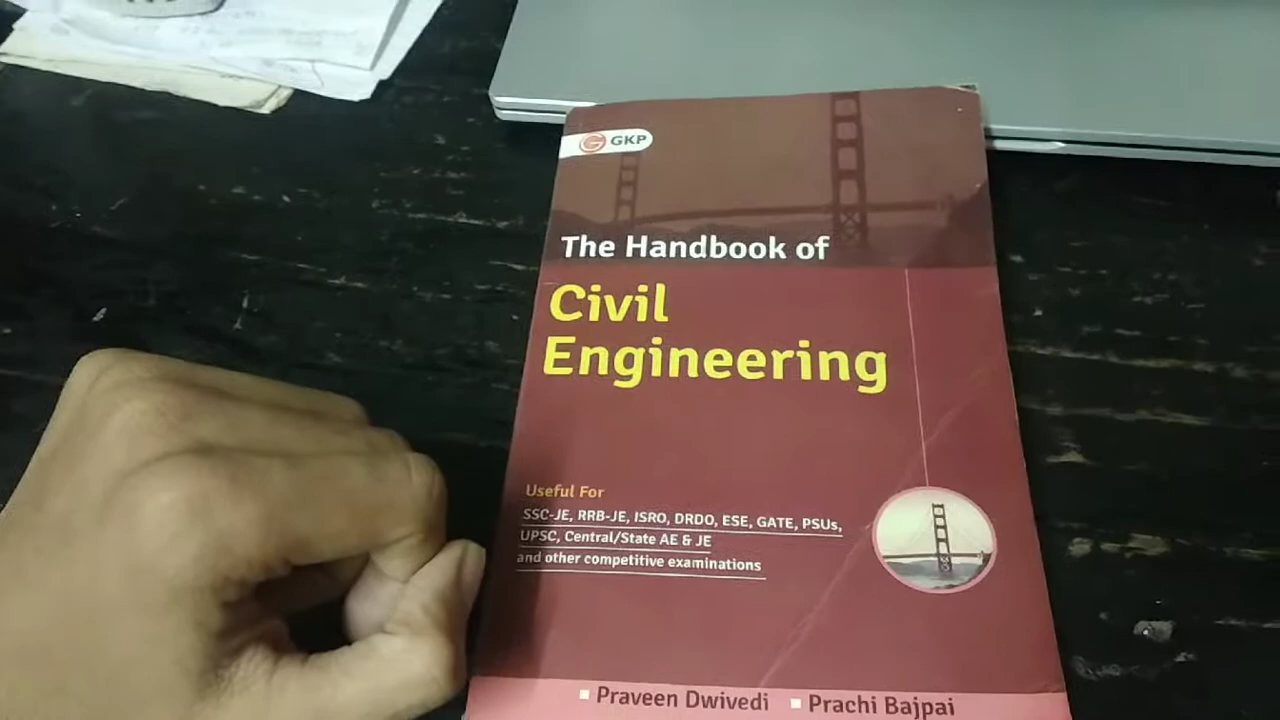 GKP
The Handbook of
Civil
Engineering
Useful For
SSC-JE, RRB-JE, ISRO, DRDO, ESE, GATE, PSUs,
UPSC, Central/State AE & JE
and other competitive examinations
Praveen Dwivedi Prachi Bajpai